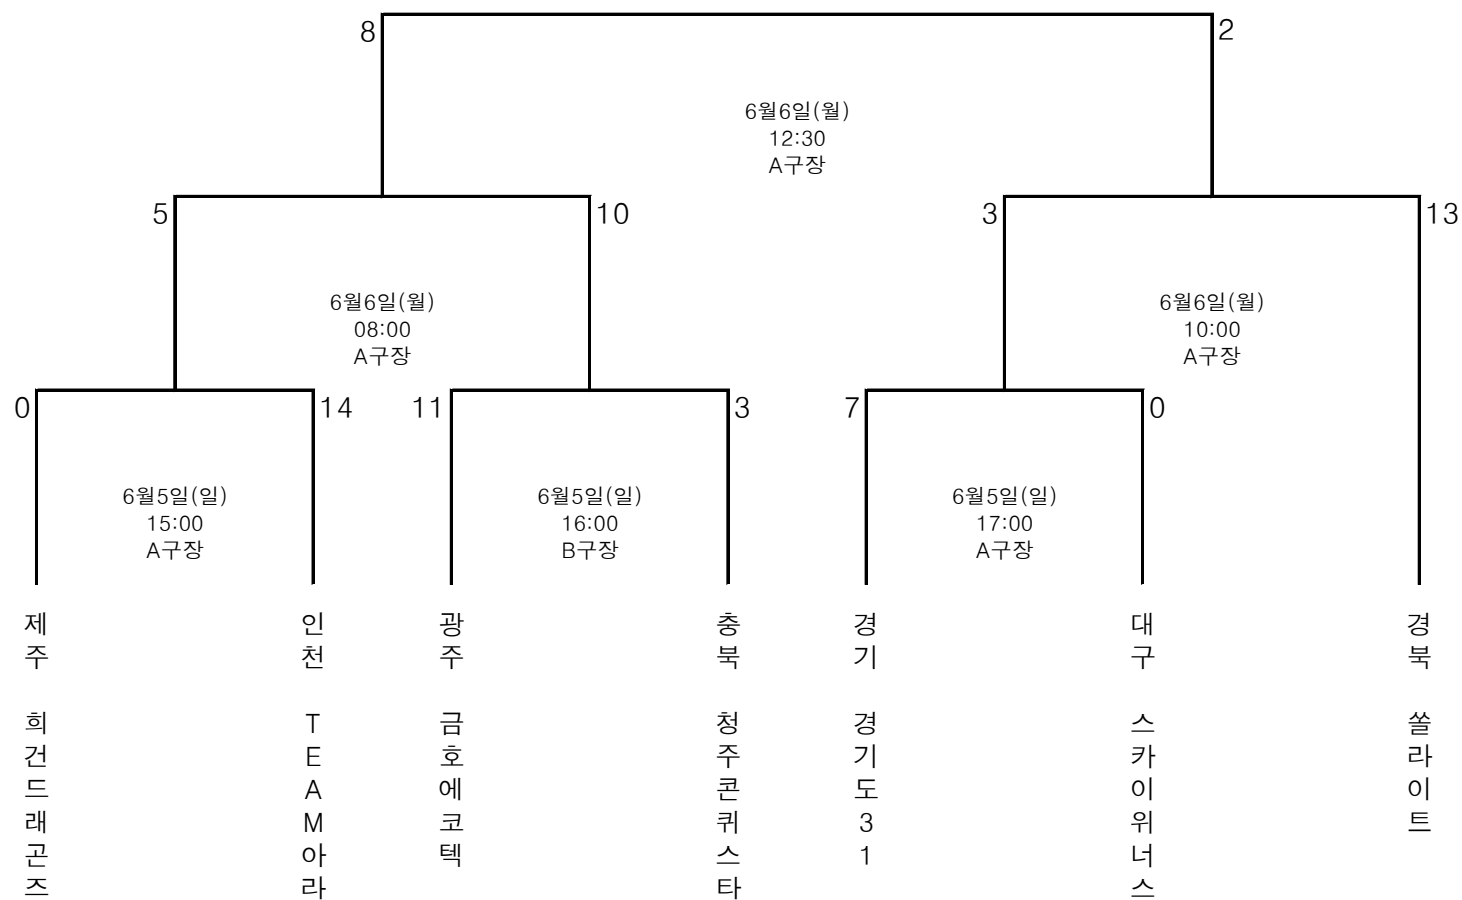 8
2
6월6일(월)
12:30
A구장
5
10
3
13
6월6일(월)
08:00
A구장
6월6일(월)
10:00
A구장
0
14
11
3
7
0
6월5일(일)
15:00
A구장
6월5일(일)
16:00
B구장
6월5일(일)
17:00
A구장
제주 희건드래곤즈
인천 TEAM아라
광주 금호에코텍
충북 청주콘퀴스타
경기 경기도31
대구 스카이위너스
경북 쏠라이트